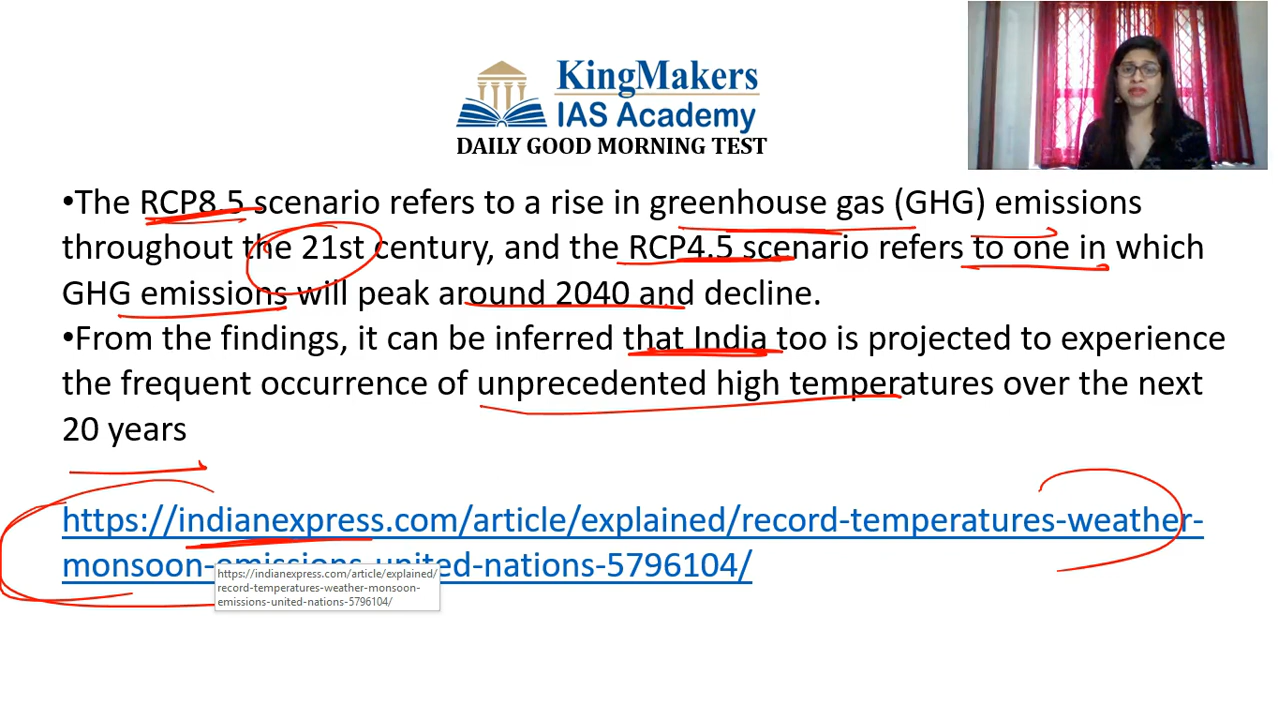 KingMakers
IAS Academy
DAILY GOOD MORNING TEST
•The RCP8.5 scenario refers to a rise in greenhouse gas (GHG) emissions
throughout the 21st century, and the RCP4.5 scenario refers to one in which
GHG emissions will peak around 2040 and decline.
•From the findings, it can be inferred that India too is projected to experience
the frequent occurrence of unprecedented high temperatures over the next
20 years
https://indianexpress.com/article/explained/record-temperatures-weather-
monsoon-emissions-united-nations-5796104/
https://indianexpress.com/article/explained/
record-temperatures-weather-monsoon-
emissions-united-nations-5796104/